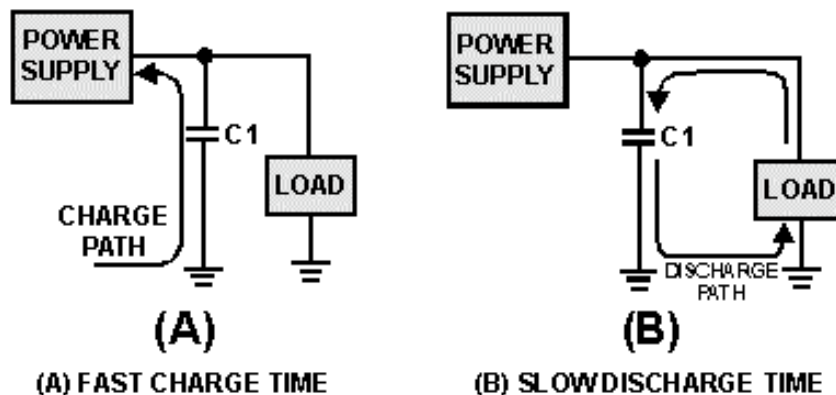 POWER
SUPPLY
C1
LOAD
CHARGE
PATH
(A)
(A) FAST CHARGE TIME
POWER
SUPPLY
C1
LOAD
DISCHARGE
PATH
(B)
(B) SLOW DISCHARGE TIME